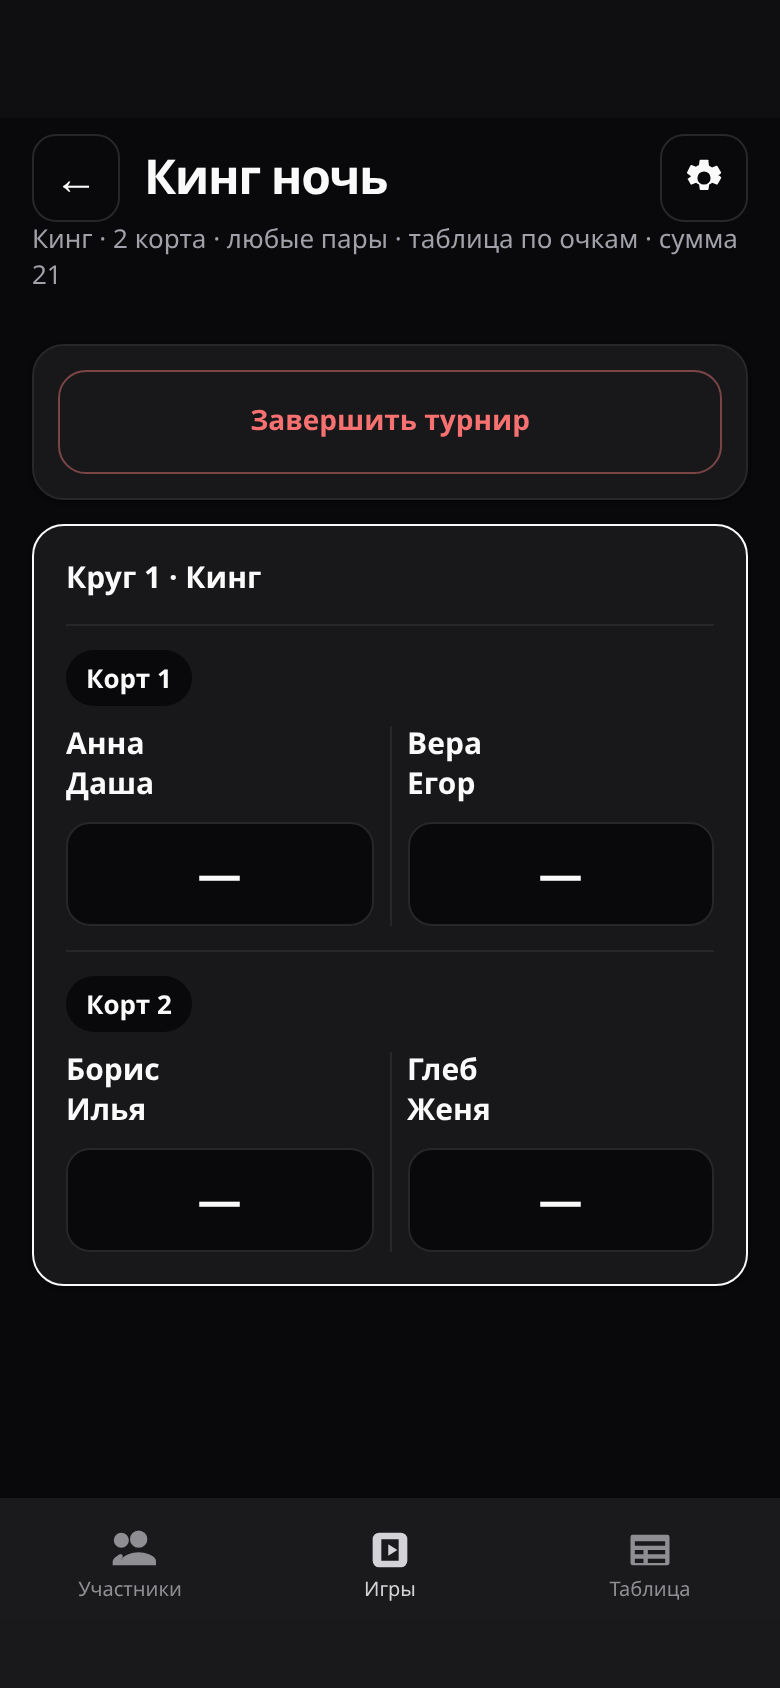 ←
Кинг ночь
Кинг · 2 корта · любые пары · таблица по очкам · сумма
21
Завершить турнир
Круг 1 · Кинг
Корт 1
Анна
Даша
Вера
Егор
—
—
Корт 2
Борис
Илья
Глеб
Женя
—
—
Участники
Игры
Таблица